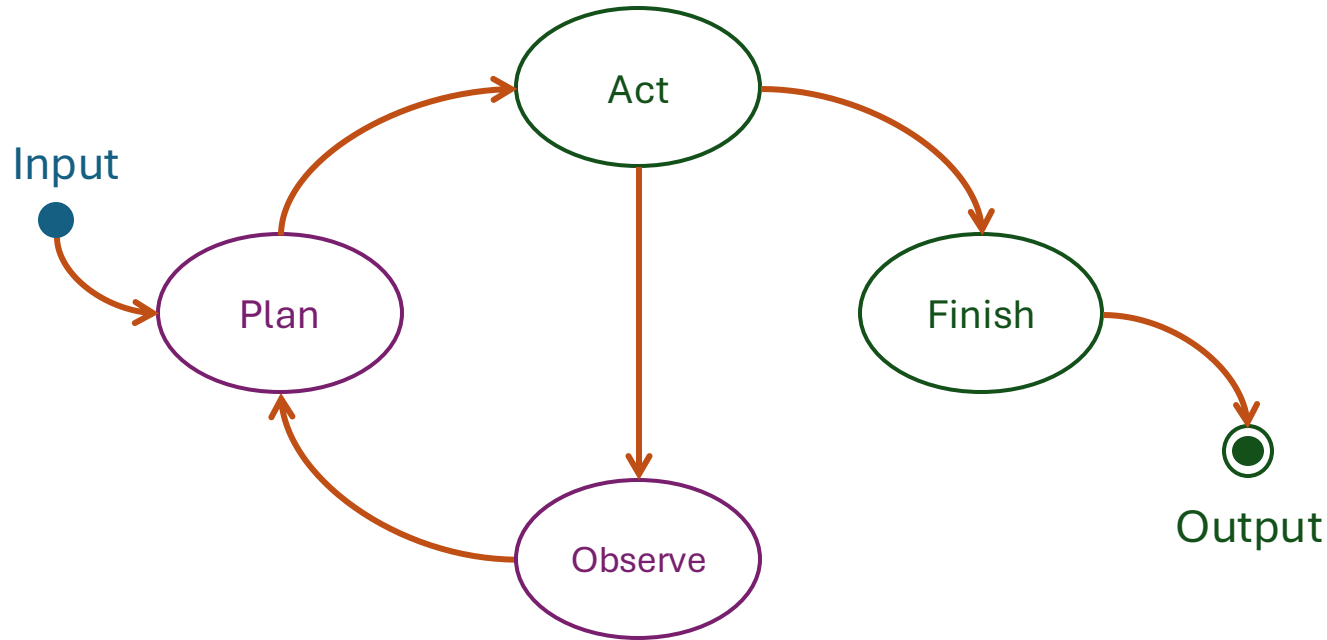 Act
Input
Plan
Finish
Output
Observe